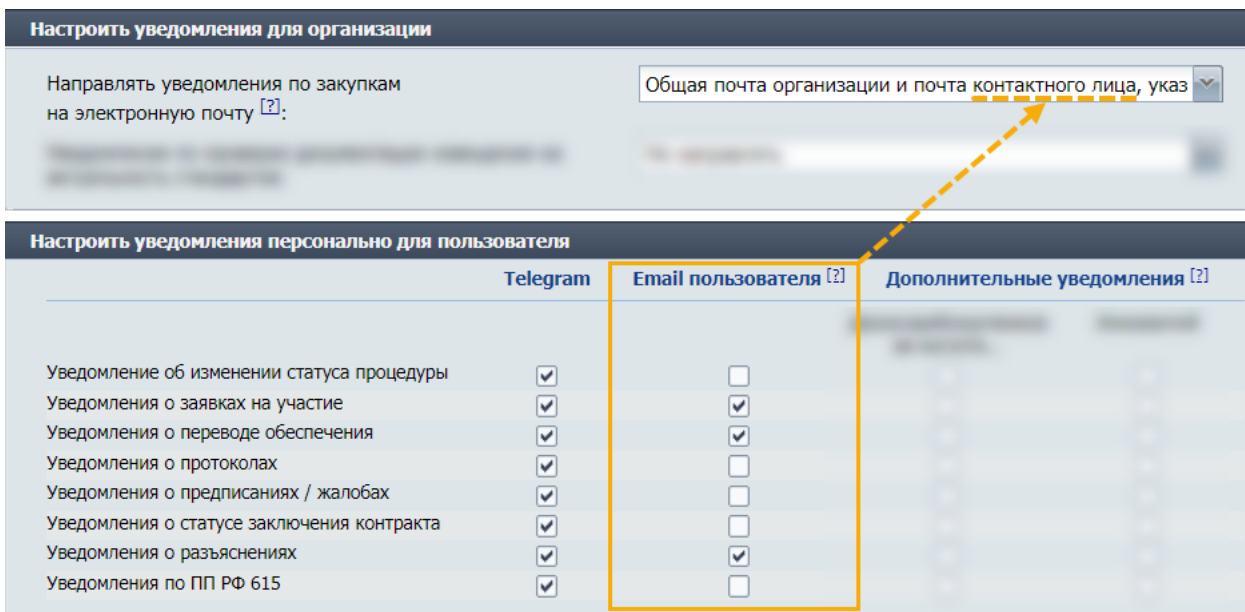 Настроить уведомления для организации
Направлять уведомления по закупкам
на электронную почту [?]:
Общая почта организации и почта контактного лица, указ
Настроить уведомления персонально для пользователя
Telegram Email пользователя [?] Дополнительные уведомления [?]
Уведомление об изменении статуса процедуры
Уведомления о заявках на участие
Уведомления о переводе обеспечения
Уведомления о протоколах
Уведомления о предписаниях / жалобах
Уведомления о статусе заключения контракта
Уведомления о разъяснениях
Уведомления по ПП РФ 615